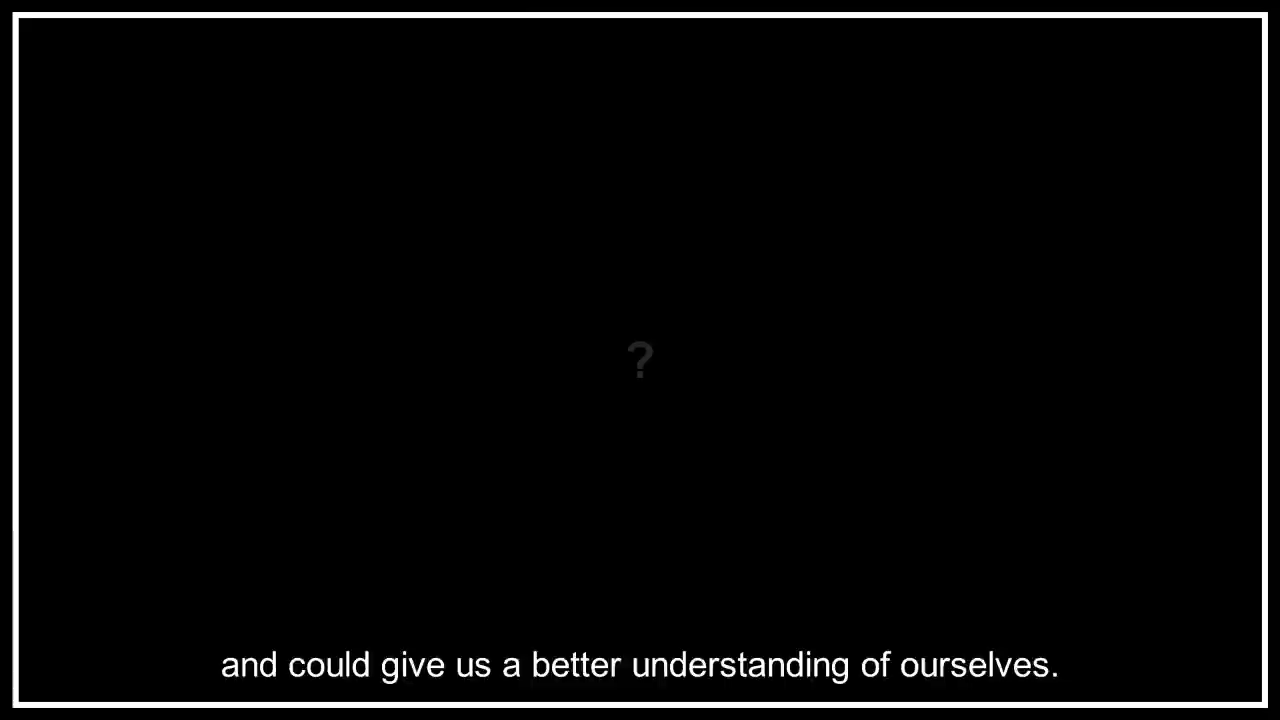 ?
and could give us a better understanding of ourselves.